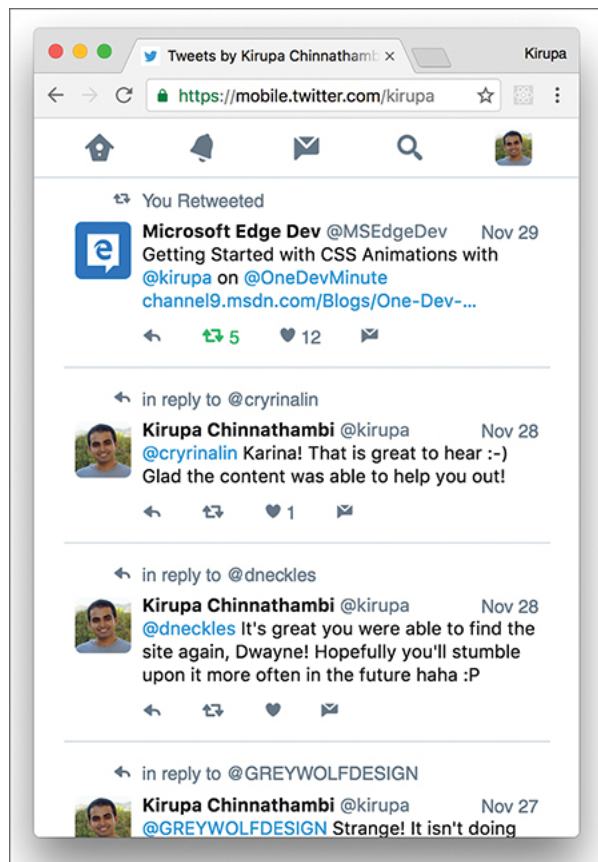 Tweets by Kirupa Chinnathamb
Kirupa
https://mobile.twitter.com/kirupa
You Retweeted
Microsoft Edge Dev @MSEdgeDev Nov 29
Getting Started with CSS Animations with
@kirupa on @OneDevMinute
channel9.msdn.com/Blogs/One-Dev-...
5 12
in reply to @cryrinalin
Kirupa Chinnathambi @kirupa Nov 28
@cryrinalin Karina! That is great to hear :-)
Glad the content was able to help you out!
1
in reply to @dneckles
Kirupa Chinnathambi @kirupa Nov 28
@dneckles It's great you were able to find the
site again, Dwayne! Hopefully you'll stumble
upon it more often in the future haha :P
in reply to @GREYWOLFDESIGN
Kirupa Chinnathambi @kirupa Nov 27
@GREYWOLFDESIGN Strange! It isn't doing